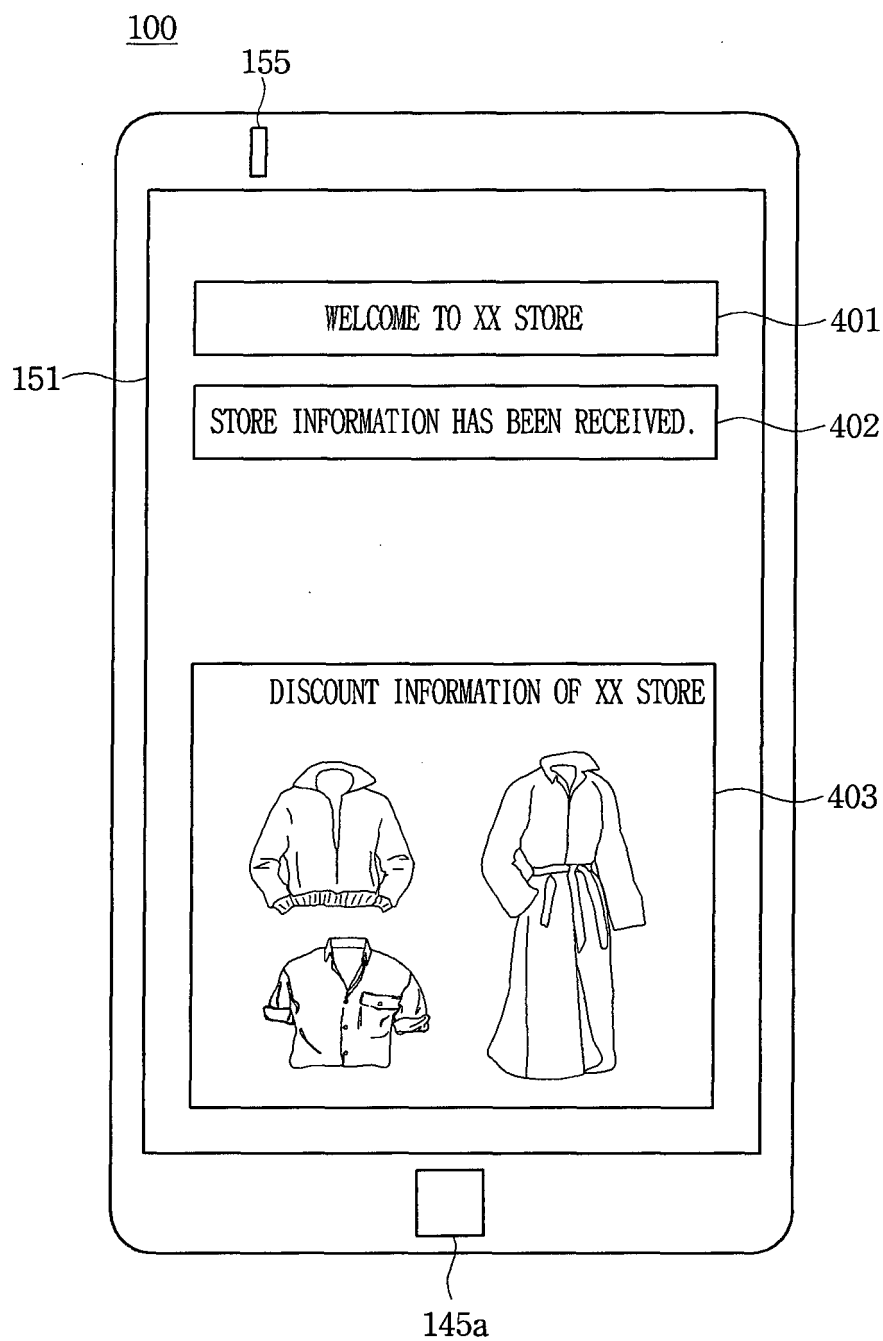 100
155
WELCOME TO XX STORE
401
151
STORE INFORMATION HAS BEEN RECEIVED.
402
DISCOUNT INFORMATION OF XX STORE
403
145a